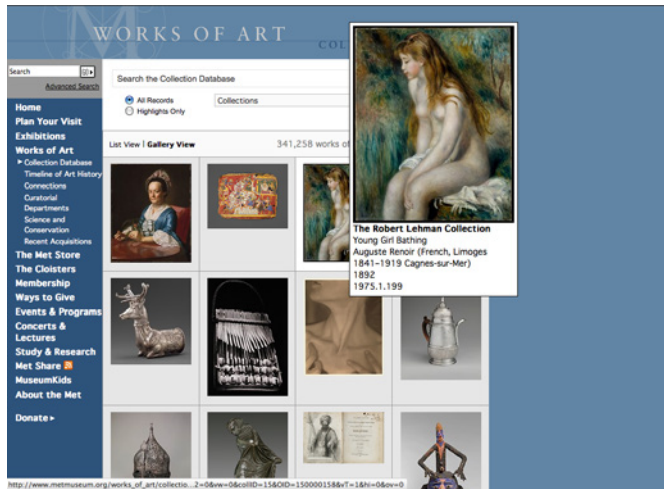 WORKS OF ART
COL
Search
Advanced Search
Home
Plan Your Visit
Exhibitions
Works of Art
Collection Database
Timeline of Art History
Connections
Curatorial
Departments
Science and
Conservation
Recent Acquisitions
The Met Store
The Cloisters
Membership
Ways to Give
Events & Programs
Concerts &
Lectures
Study & Research
Met Share
MuseumKids
About the Met
Donate
Search the Collection Database
All Records
Highlights Only
Collections
List View | Gallery View
341,258 works of
The Robert Lehman Collection
Young Girl Bathing
Auguste Renoir (French, Limoges
1841–1919 Cagnes-sur-Mer)
1892
1975.1.199
http://www.metmuseum.org/works_of_art/collectio...2=0&vw=0&collID=15&OID=150000158&vT=1&hi=0&ov=0